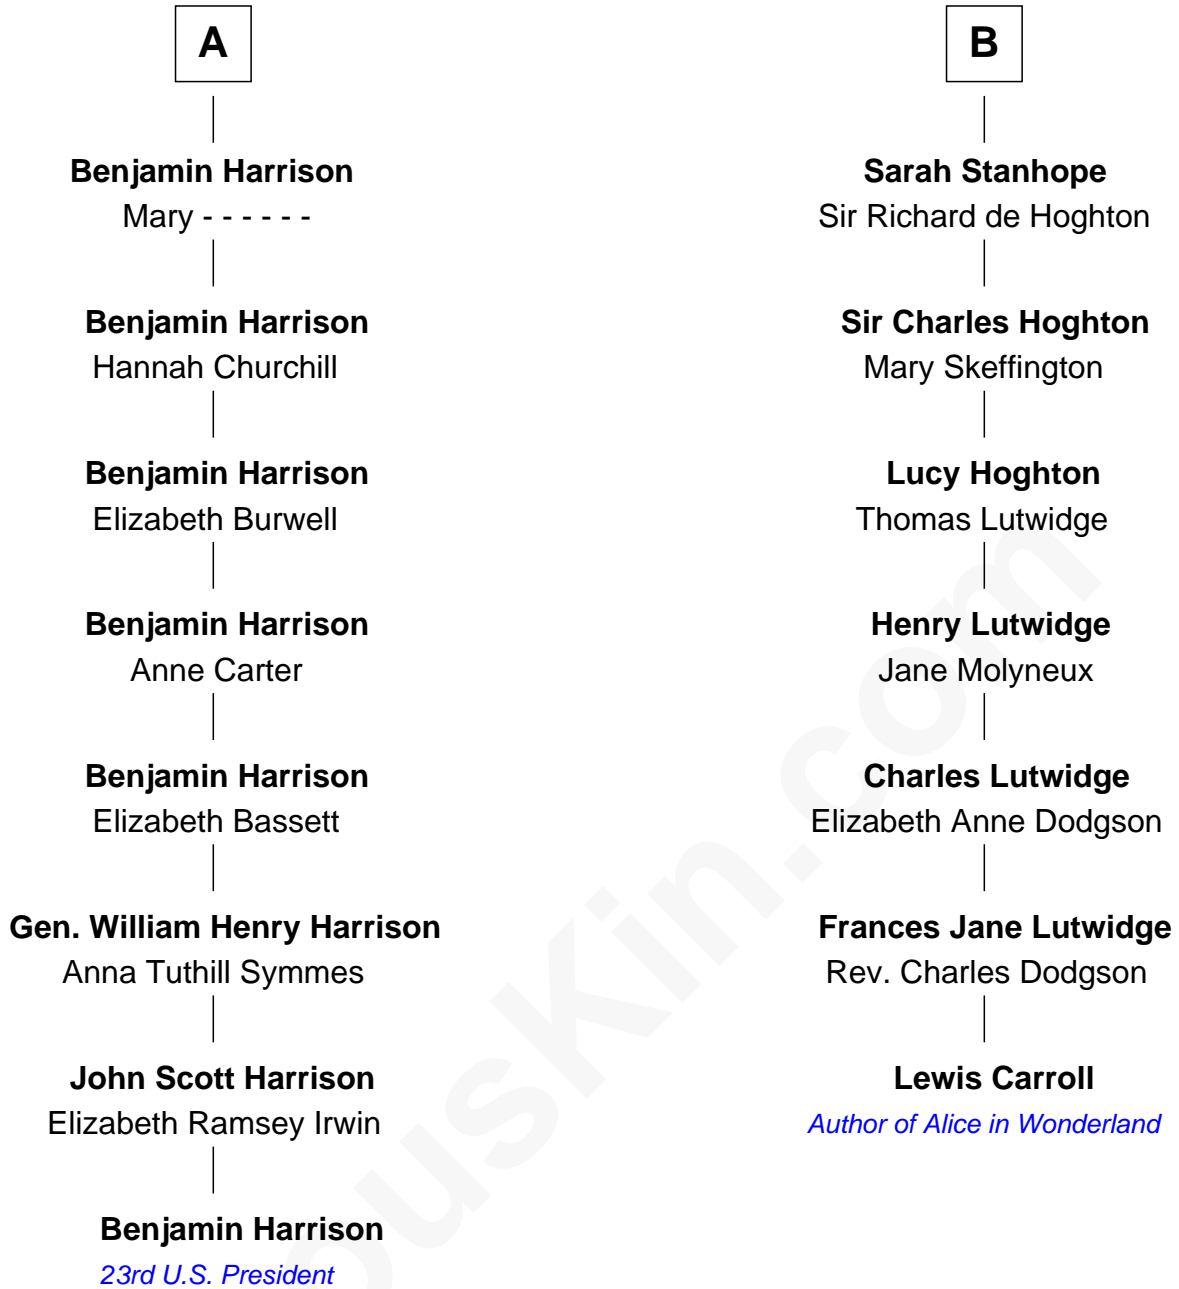 A
Benjamin Harrison
Mary - - - - - -
Benjamin Harrison
Hannah Churchill
Benjamin Harrison
Elizabeth Burwell
Benjamin Harrison
Anne Carter
Benjamin Harrison
Elizabeth Bassett
Gen. William Henry Harrison
Anna Tuthill Symmes
John Scott Harrison
Elizabeth Ramsey Irwin
Benjamin Harrison
23rd U.S. President
B
Sarah Stanhope
Sir Richard de Hoghton
Sir Charles Hoghton
Mary Skeffington
Lucy Hoghton
Thomas Lutwidge
Henry Lutwidge
Jane Molyneux
Charles Lutwidge
Elizabeth Anne Dodgson
Frances Jane Lutwidge
Rev. Charles Dodgson
Lewis Carroll
Author of Alice in Wonderland